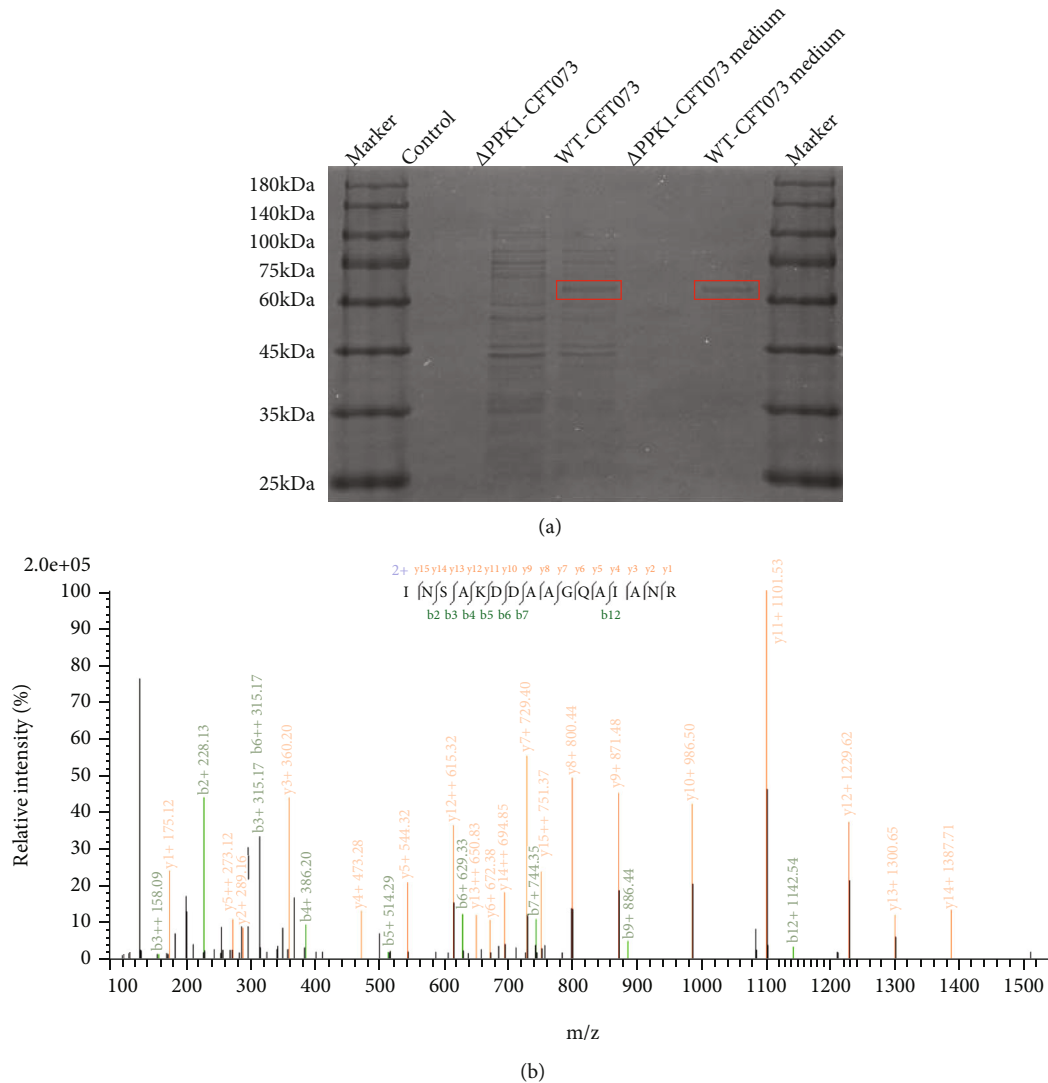 Marker
Control
ΔPPK1-CFT073
WT-CFT073
ΔPPK1-CFT073 medium
WT-CFT073 medium
Marker
180kDa
140kDa
100kDa
75kDa
60kDa
45kDa
35kDa
25kDa
(a)
2.0e+05
2+ y15 y14 y13 y12 y11 y10 y9 y8 y7 y6 y5 y3 y2 y1
I N S A K D D A A G Q A I A N R
b2 b3 b4 b5 b6 b7 b12
Relative intensity (%)
100
80
70
60
50
40
30
20
10
0
b3++ 158.09
y1+ 175.12
b2+ 228.13
y5++ 273.12
y2+ 289.16
b3+ 315.17 b6++ 315.17
y3+ 360.20
b4+ 386.20
y4+ 473.28
b5+ 514.29
y5+ 544.32
y12++ 615.32
b6+ 629.33
y13++ 650.83
y6+ 672.38
y14++ 694.85
y7+ 729.40
b7+ 744.35
y15++ 751.37
y8+ 800.44
y9+ 871.48
b9+ 886.44
y10+ 986.50
y11+ 1101.53
b12+ 1142.54
y12+ 1229.62
y13+ 1300.65
y14+ 1387.71
100 200 300 400 500 600 700 800 900 1000 1100 1200 1300 1400 1500
m/z
(b)